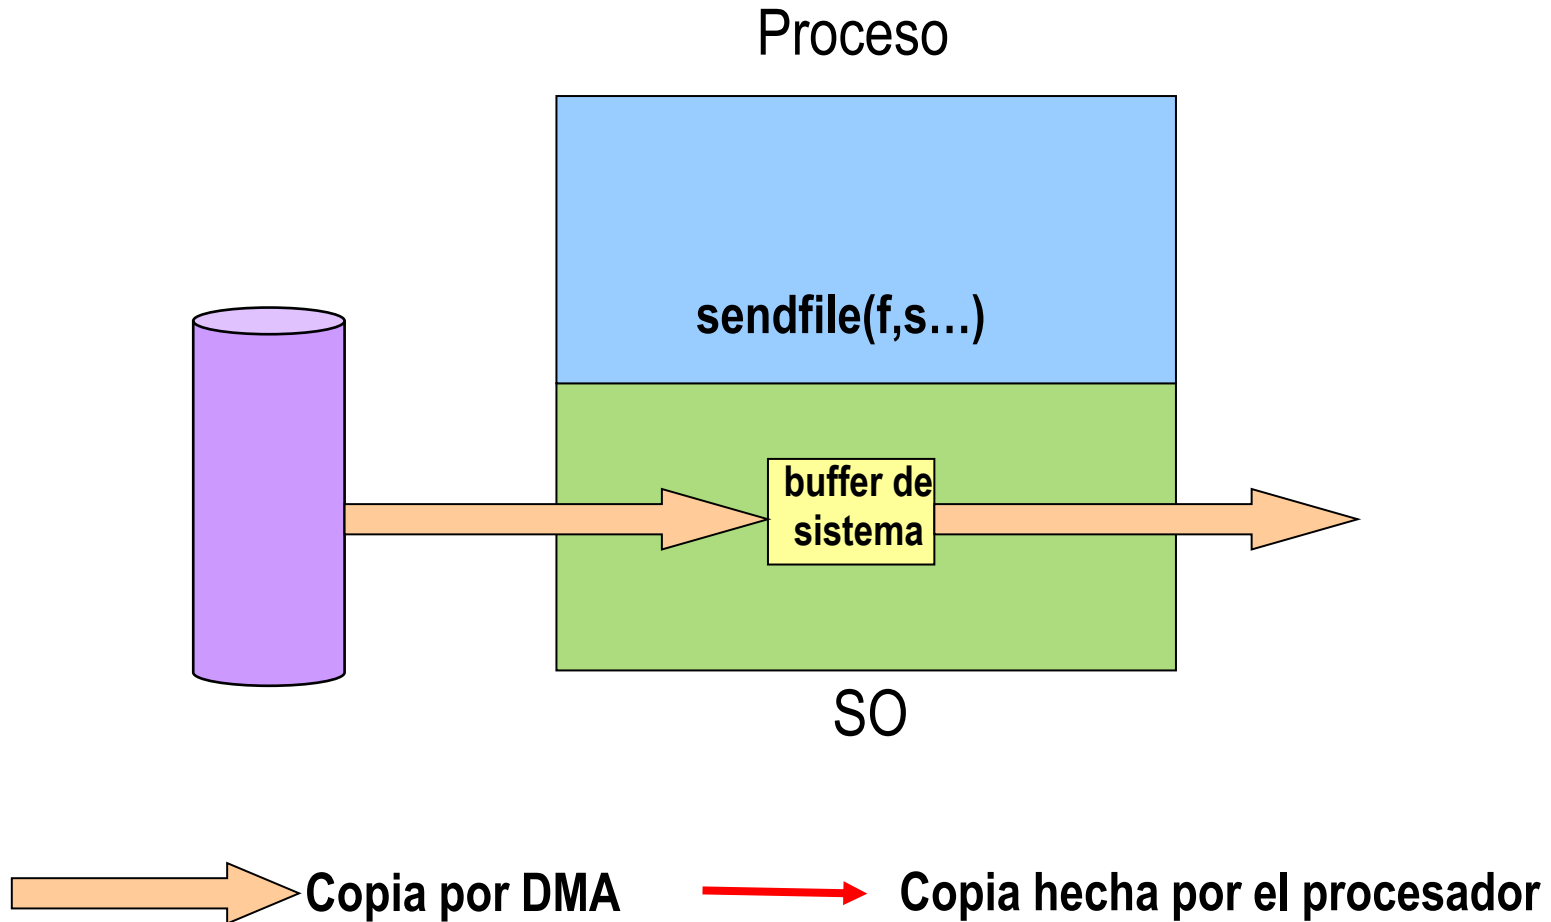 Proceso
sendfile(f,s…)
buffer de
sistema
SO
Copia por DMA
Copia hecha por el procesador